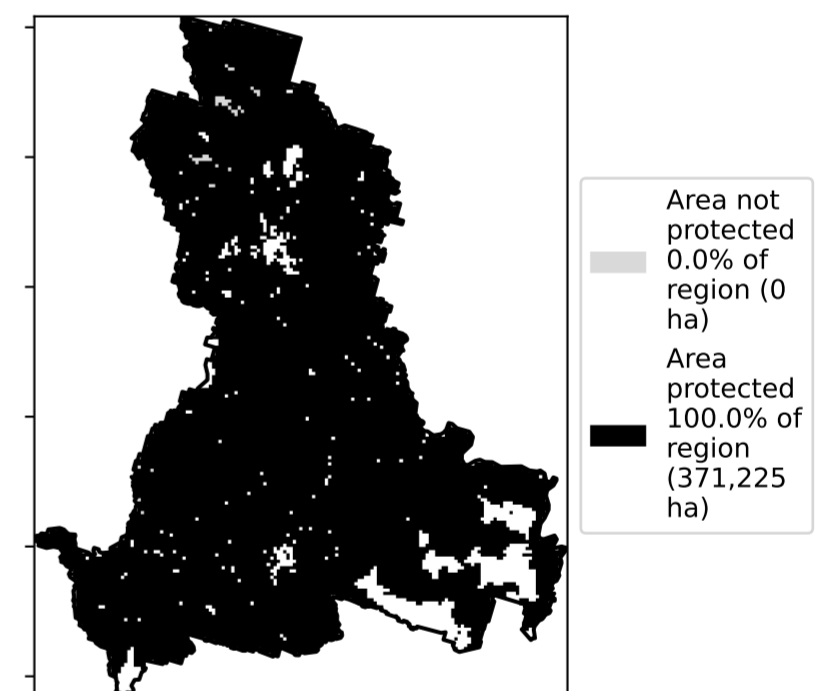 Area not
protected
0.0% of
region (0
ha)
Area
protected
100.0% of
region
(371,225
ha)